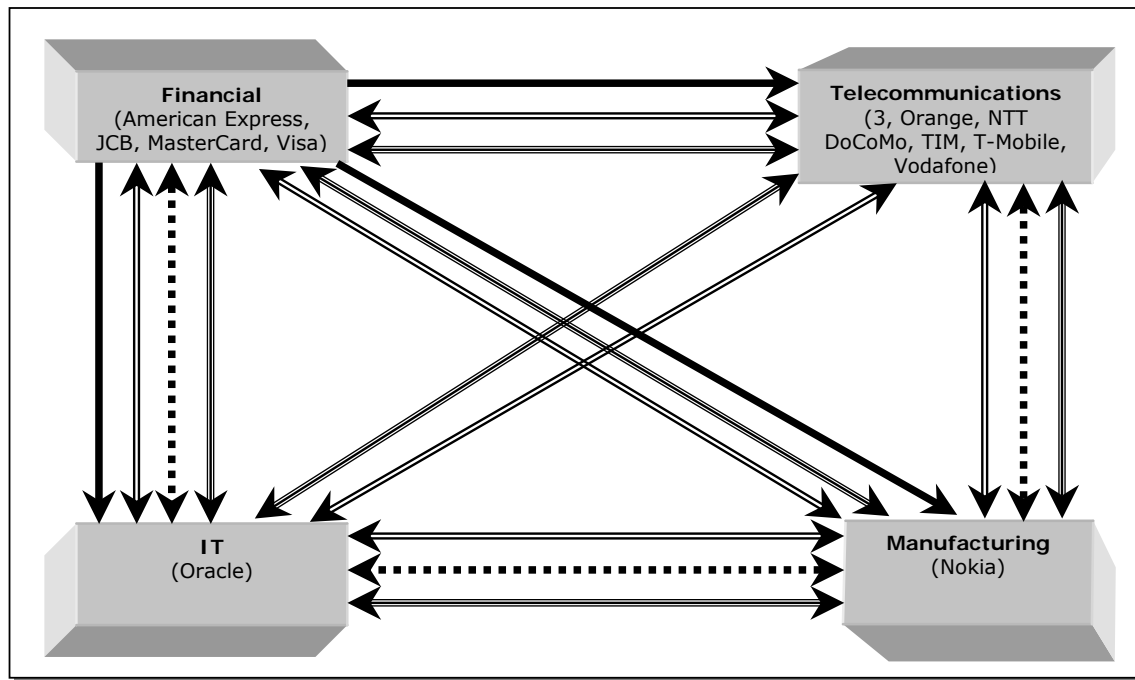 Financial
(American Express,
JCB, MasterCard, Visa)
Telecommunications
(3, Orange, NTT
DoCoMo, TIM, T-Mobile,
Vodafone)
IT
(Oracle)
Manufacturing
(Nokia)